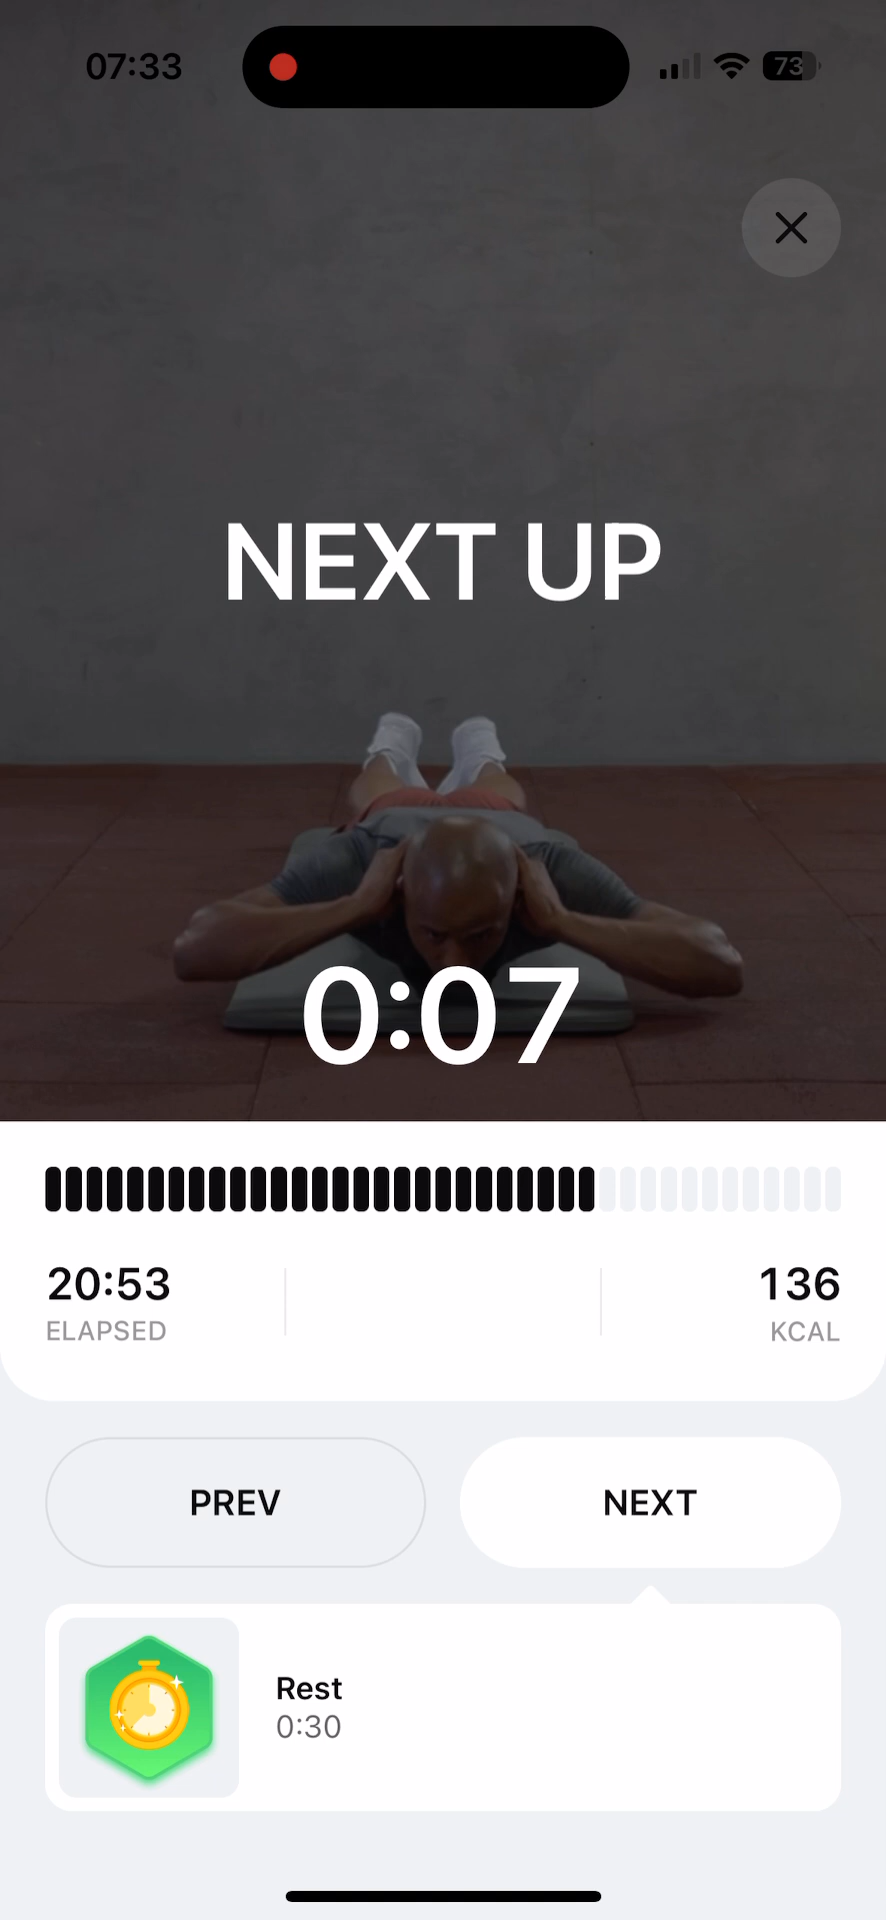 07:33
73
NEXT UP
0:07
20:53
ELAPSED
136
KCAL
PREV
NEXT
Rest
0:30